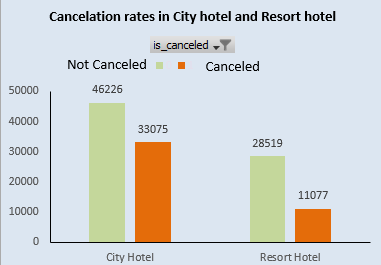 Cancelation rates in City hotel and Resort hotel
is_canceled
Not Canceled Canceled
50000
40000
30000
20000
10000
0
46226
33075
28519
11077
City Hotel Resort Hotel